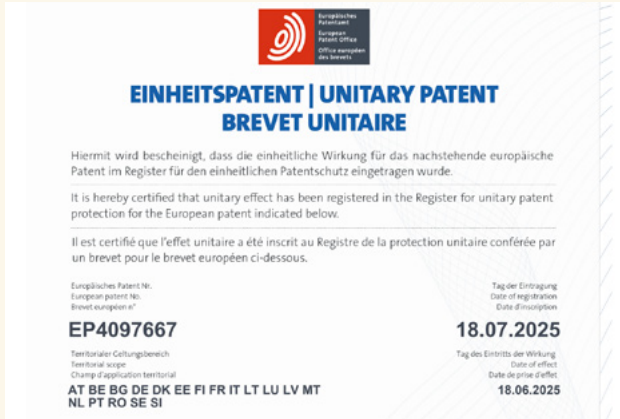 Europäisches
Patentamt
European
Patent Office
Office européen
des brevets
EINHEITSPATENT | UNITARY PATENT
BREVET UNITAIRE
Hiermit wird bescheinigt, dass die einheitliche Wirkung für das nachstehende europäische
Patent im Register für den einheitlichen Patentschutz eingetragen wurde.
It is hereby certified that unitary effect has been registered in the Register for unitary patent
protection for the European patent indicated below.
Il est certifié que l'effet unitaire a été inscrit au Registre de la protection unitaire conférée par
un brevet pour le brevet européen ci-dessous.
Europäisches Patent Nr.
European patent No.
Brevet européen n°
EP4097667
Tag der Eintragung
Date of registration
Date d'inscription
18.07.2025
Territorialer Geltungsbereich
Territorial scope
Champ d'application territorial
AT BE BG DE DK EE FI FR IT LT LU LV MT
NL PT RO SE SI
Tag des Eintritts der Wirkung
Date of effect
Date de prise d'effet
18.06.2025